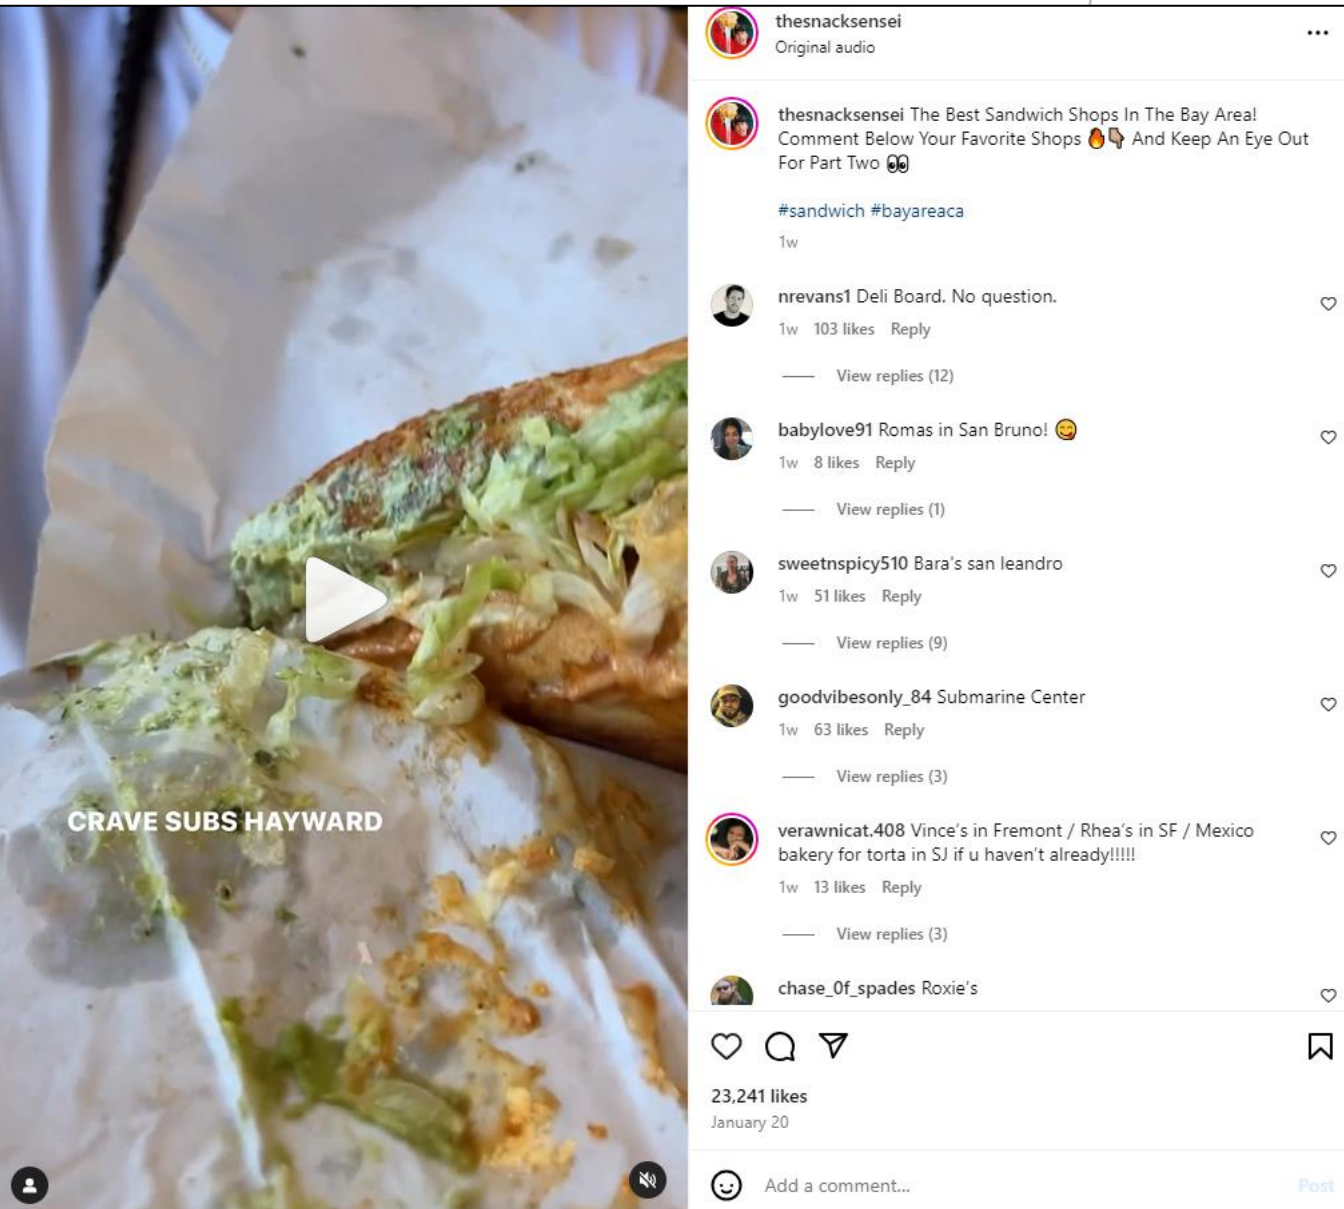 thesnacksensei
Original audio
thesnacksensei The Best Sandwich Shops In The Bay Area!
Comment Below Your Favorite Shops 🔥👇🏽 And Keep An Eye Out
For Part Two 👀
#sandwich #bayareaca
1w
nrevans1 Deli Board. No question.
1w 103 likes Reply
View replies (12)
babylove91 Romas in San Bruno! 😋
1w 8 likes Reply
View replies (1)
sweetnspicy510 Bara's san leandro
1w 51 likes Reply
View replies (9)
goodvibesonly_84 Submarine Center
1w 63 likes Reply
View replies (3)
verawnicat.408 Vince's in Fremont / Rhea's in SF / Mexico
bakery for torta in SJ if u haven't already!!!!!
1w 13 likes Reply
View replies (3)
chase_0f_spades Roxie's
23,241 likes
January 20
Add a comment...
Post
CRAVE SUBS HAYWARD